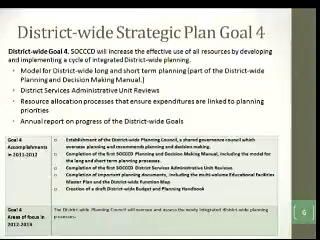 District-wide Strategic Plan Goal 4
District-wide Goal 4. SOCCCD will increase the effective use of all resources by developing
and implementing a cycle of integrated District-wide planning.
• Model for District-wide long and short term planning (part of the District-wide
Planning and Decision Making Manual.)
• District Services Administrative Unit Reviews
• Resource allocation processes that ensure expenditures are linked to planning
priorities
• Annual report on progress of the District-wide Goals
Goal 4
Accomplishments
in 2011-2012
o Establishment of the District-wide Planning Council, a shared governance council which
oversees planning and recommends planning and decision making.
o Completion of the first SOCCCD Planning and Decision Making Manual, including the model for
the long and short term planning processes.
o Completion of the first SOCCCD District Services Administrative Unit Reviews.
o Completion of important planning documents, including the multi-volume Educational Facilities
Master Plan and the District-wide Function Map.
o Creation of a draft District-wide Budget and Planning Handbook
Goal 4
Areas of focus in
2012-2013
The District-wide Planning Council will oversee and assess the newly integrated district-wide planning
processes.
6